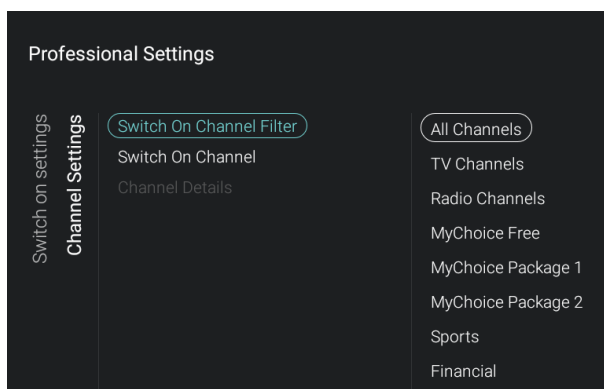 Professional Settings
Switch on settings
Channel Settings
Switch On Channel Filter
Switch On Channel
Channel Details
All Channels
TV Channels
Radio Channels
MyChoice Free
MyChoice Package 1
MyChoice Package 2
Sports
Financial